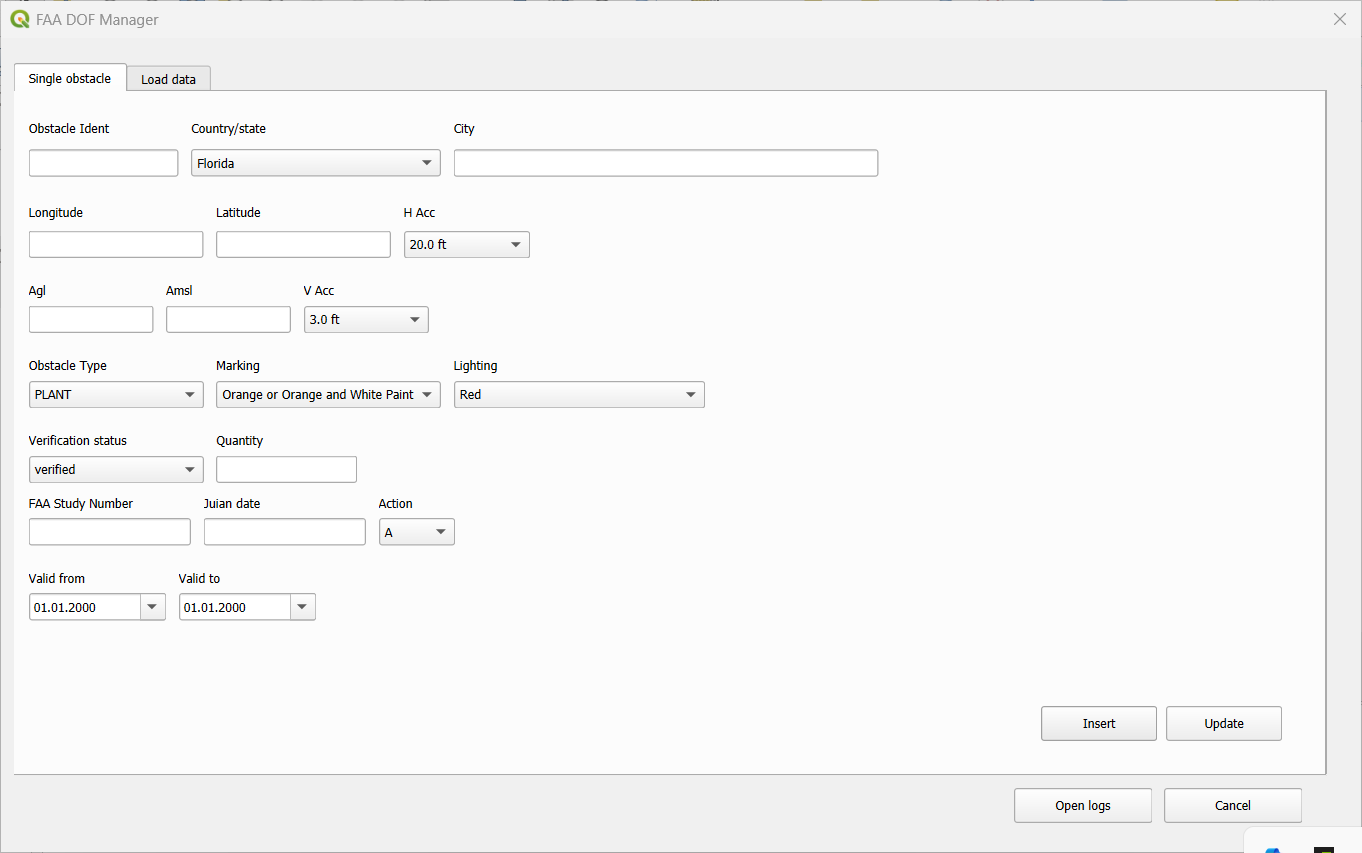 FAA DOF Manager
Single obstacle
Load data
Obstacle Ident Country/state City
Florida
Longitude Latitude H Acc
20.0 ft
Agl Amsl V Acc
3.0 ft
Obstacle Type Marking Lighting
PLANT Orange or Orange and White Paint Red
Verification status Quantity
verified
FAA Study Number Juian date Action
A
Valid from Valid to
01.01.2000 01.01.2000
Insert Update
Open logs Cancel